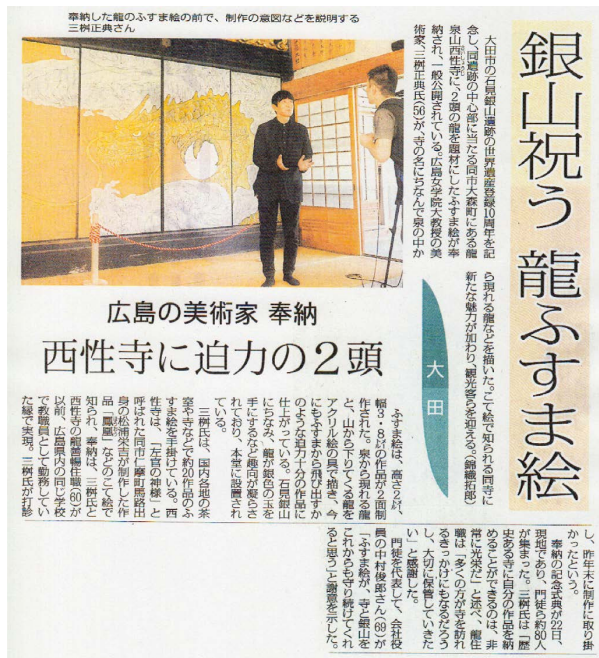 銀山祝う 龍ふすま絵
奉納した龍のふすま絵の前で、制作の意図などを説明する
三桝正典さん
大田市の石見銀山遺跡の世界遺産登録10周年を記
念し、同遺跡の中心部に当たる同市大森町にある龍
泉山西性寺に、2頭の龍を題材にしたふすま絵が奉
納され、一般公開されている。広島女学院大教授の美
術家、三桝正典氏(56)が、寺の名にちなんで泉の中か
ら現れる龍などを描いた。こて絵で知られる同寺に
新たな魅力が加わり、観光客らを迎える。(錦織拓郎)
大田
広島の美術家 奉納
西性寺に迫力の2頭
ふすま絵は、高さ2㍍、
幅3・8㍍の作品が2面制
作された。泉から現れる龍
と、山から下りてくる龍を
アクリル絵の具で描き、今
にもふすまから飛び出すか
のような迫力十分の作品に
仕上がっている。石見銀山
にちなみ、龍が銀色の玉を
手にするなど趣向が凝らさ
れており、本堂に設置され
ている。
三桝氏は、国内各地の茶
室や寺などで約20作品のふ
すま絵を手掛けている。西
性寺は、「左官の神様」と
呼ばれた同市仁摩町馬路出
身の松浦栄吉が制作した作
品「鳳凰」などのこて絵で
知られ、奉納は、三桝氏と
西性寺の龍善暢住職(60)が
以前、広島県内の同じ学校
で教職員として勤務してい
た縁で実現。三桝氏が打診
し、昨年末に制作に取り掛
かったという。
奉納の記念式典が22日、
現地であり、門徒ら約80人
が集まった。三桝氏は「歴
史ある寺に自分の作品を納
めることができるのは、非
常に光栄だ」と述べ、龍住
職は「多くの方が寺を訪れ
るきっかけにもなるだろう
し、大切に保管していきた
い」と感謝した。
門徒を代表して、会社役
員の中村俊郎さん(69)が
「ふすま絵が、寺と銀山を
これからも守り続けてくれ
ると思う」と謝意を示した。